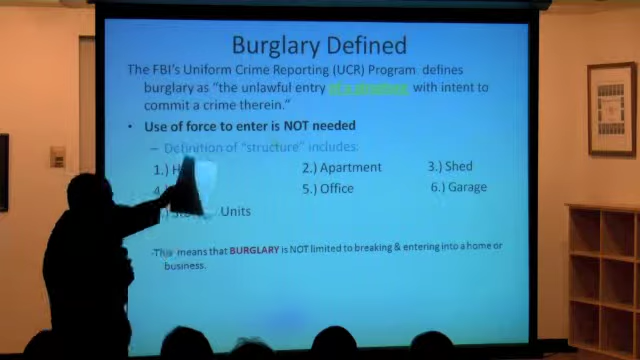 Burglary Defined
The FBI's Uniform Crime Reporting (UCR) Program defines
burglary as "the unlawful entry of a structure with intent to
commit a crime therein."
• Use of force to enter is NOT needed
– Definition of "structure" includes:
1.) 2.) Apartment 3.) Shed
4.) 5.) Office 6.) Garage
Units
-This means that BURGLARY is NOT limited to breaking & entering into a home or
business.